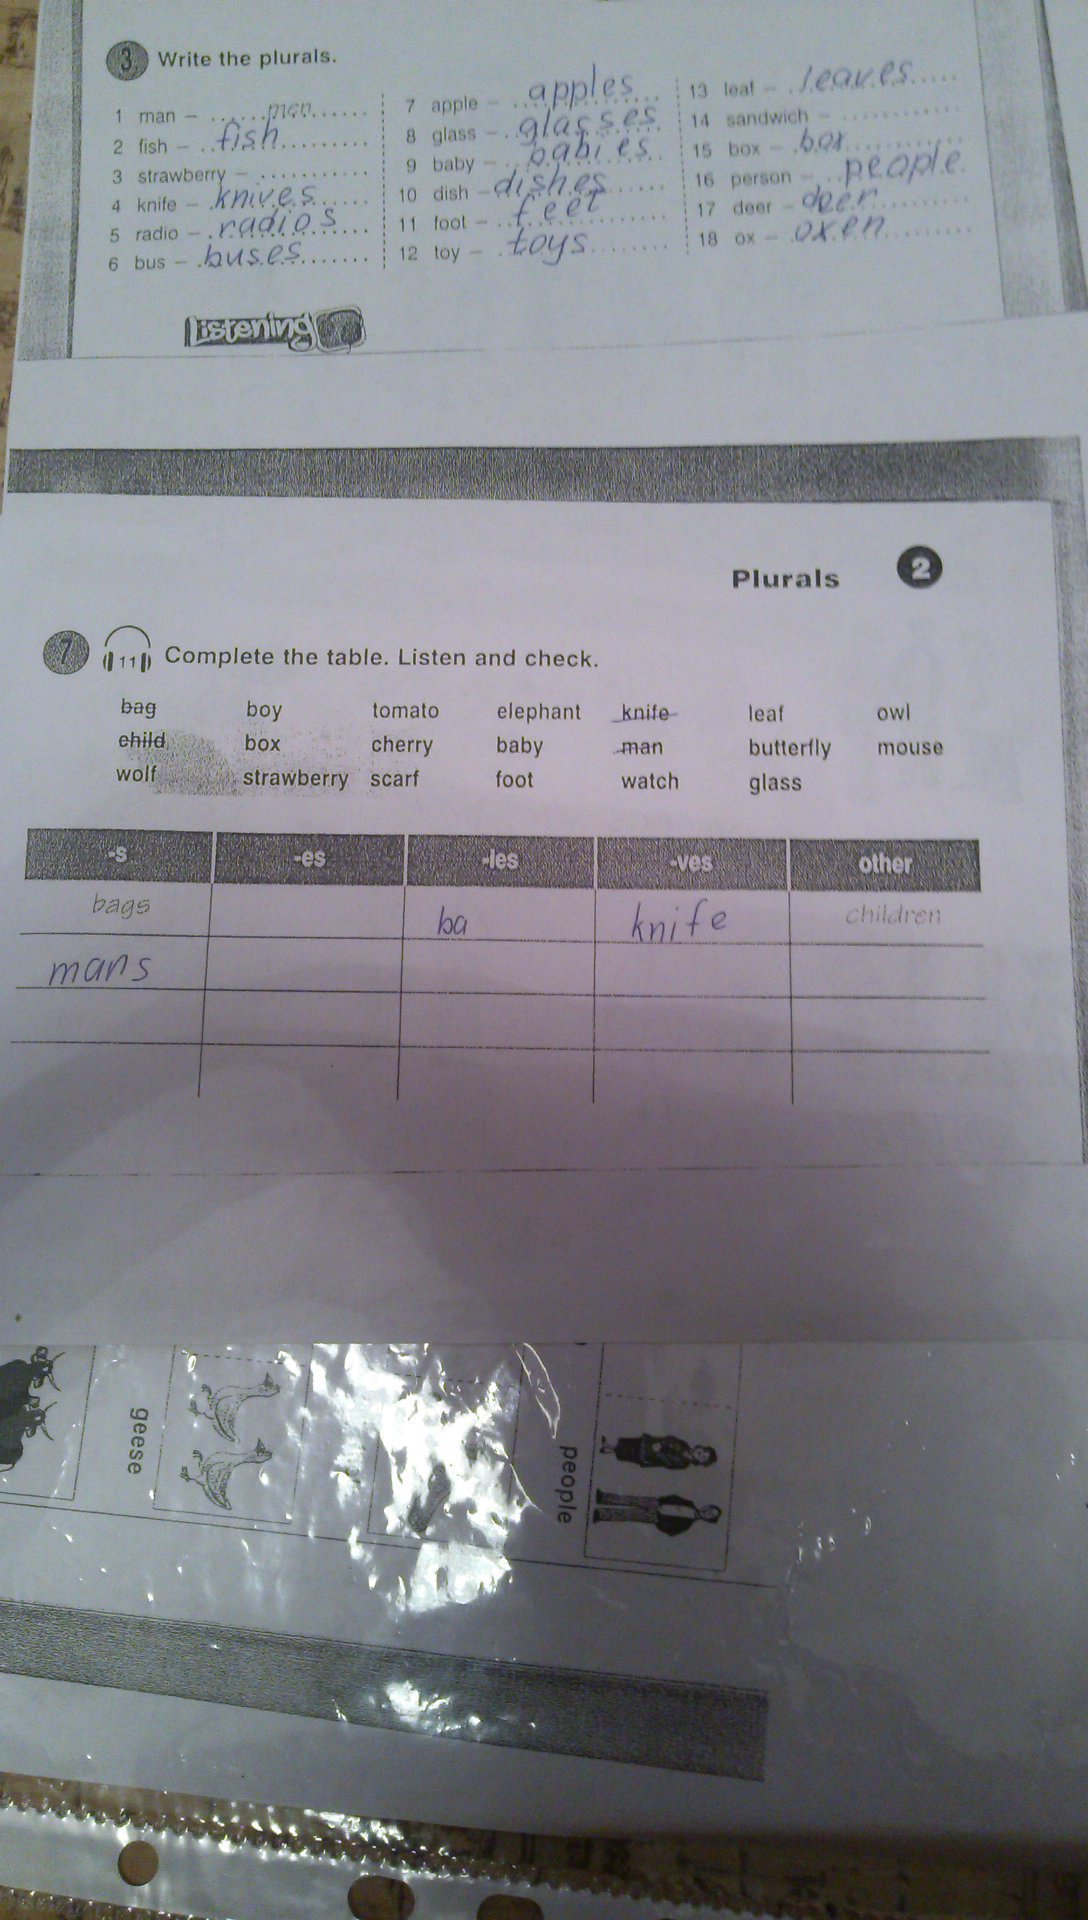 3 Write the plurals.
1 man – men
2 fish – fish
3 strawberry –
4 knife – knives
5 radio – radios
6 bus – buses
7 apple – apples
8 glass – glasses
9 baby – babies
10 dish – dishes
11 foot – feet
12 toy – toys
13 leaf – leaves
14 sandwich –
15 box – box
16 person – people
17 deer – deer
18 ox – oxen
Listening
Plurals 2
7 11 Complete the table. Listen and check.
bag boy tomato elephant knife leaf owl
child box cherry baby man butterfly mouse
wolf strawberry scarf foot watch glass
-s -es -ies -ves other
bags ba knife children
mans
geese
people